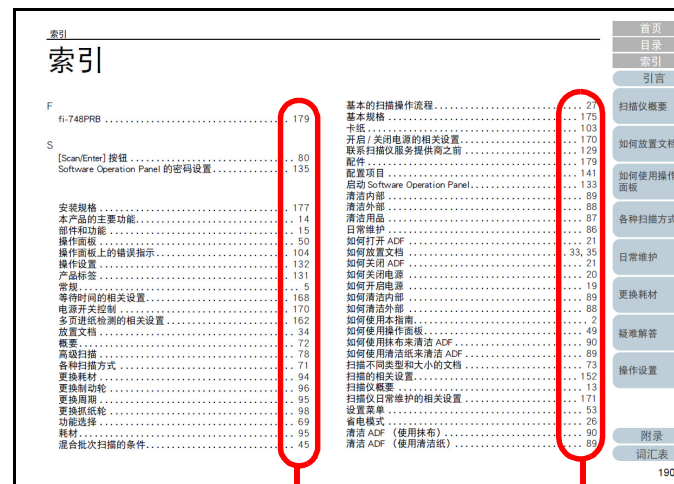 索引
索引
F
fi-748PRB .......................... 179
S
[Scan/Enter] 按钮 .......................... 80
Software Operation Panel 的密码设置 .......................... 135
安装规格 .......................... 177
本产品的主要功能 .......................... 14
部件和功能 .......................... 15
操作面板 .......................... 50
操作面板上的错误指示 .......................... 104
操作设置 .......................... 132
产品标签 .......................... 131
常规 .......................... 5
等待时间的相关设置 .......................... 168
电源开关控制 .......................... 170
多页进纸检测的相关设置 .......................... 162
放置文档 .......................... 34
概要 .......................... 72
高级扫描 .......................... 78
各种扫描方式 .......................... 71
更换耗材 .......................... 94
更换制动轮 .......................... 96
更换周期 .......................... 95
更换抓纸轮 .......................... 98
功能选择 .......................... 69
耗材 .......................... 95
混合批次扫描的条件 .......................... 45
基本的扫描操作流程 .......................... 27
基本规格 .......................... 175
卡纸 .......................... 103
开启 / 关闭电源的相关设置 .......................... 170
联系扫描仪服务提供商之前 .......................... 129
配件 .......................... 179
配置项目 .......................... 141
启动 Software Operation Panel .......................... 133
清洁内部 .......................... 89
清洁外部 .......................... 88
清洁用品 .......................... 87
日常维护 .......................... 86
如何打开 ADF .......................... 21
如何放置文档 .......................... 33, 35
如何关闭 ADF .......................... 21
如何关闭电源 .......................... 20
如何开启电源 .......................... 19
如何清洁内部 .......................... 89
如何清洁外部 .......................... 88
如何使用本指南 .......................... 2
如何使用操作面板 .......................... 49
如何使用抹布来清洁 ADF .......................... 90
如何使用清洁纸来清洁 ADF .......................... 89
扫描不同类型和大小的文档 .......................... 73
扫描的相关设置 .......................... 152
扫描仪概要 .......................... 13
扫描仪日常维护的相关设置 .......................... 171
设置菜单 .......................... 53
省电模式 .......................... 26
清洁 ADF （使用抹布） .......................... 90
清洁 ADF （使用清洁纸） .......................... 89
首页
目录
索引
引言
扫描仪概要
如何放置文档
如何使用操作
面板
各种扫描方式
日常维护
更换耗材
疑难解答
操作设置
附录
词汇表
190